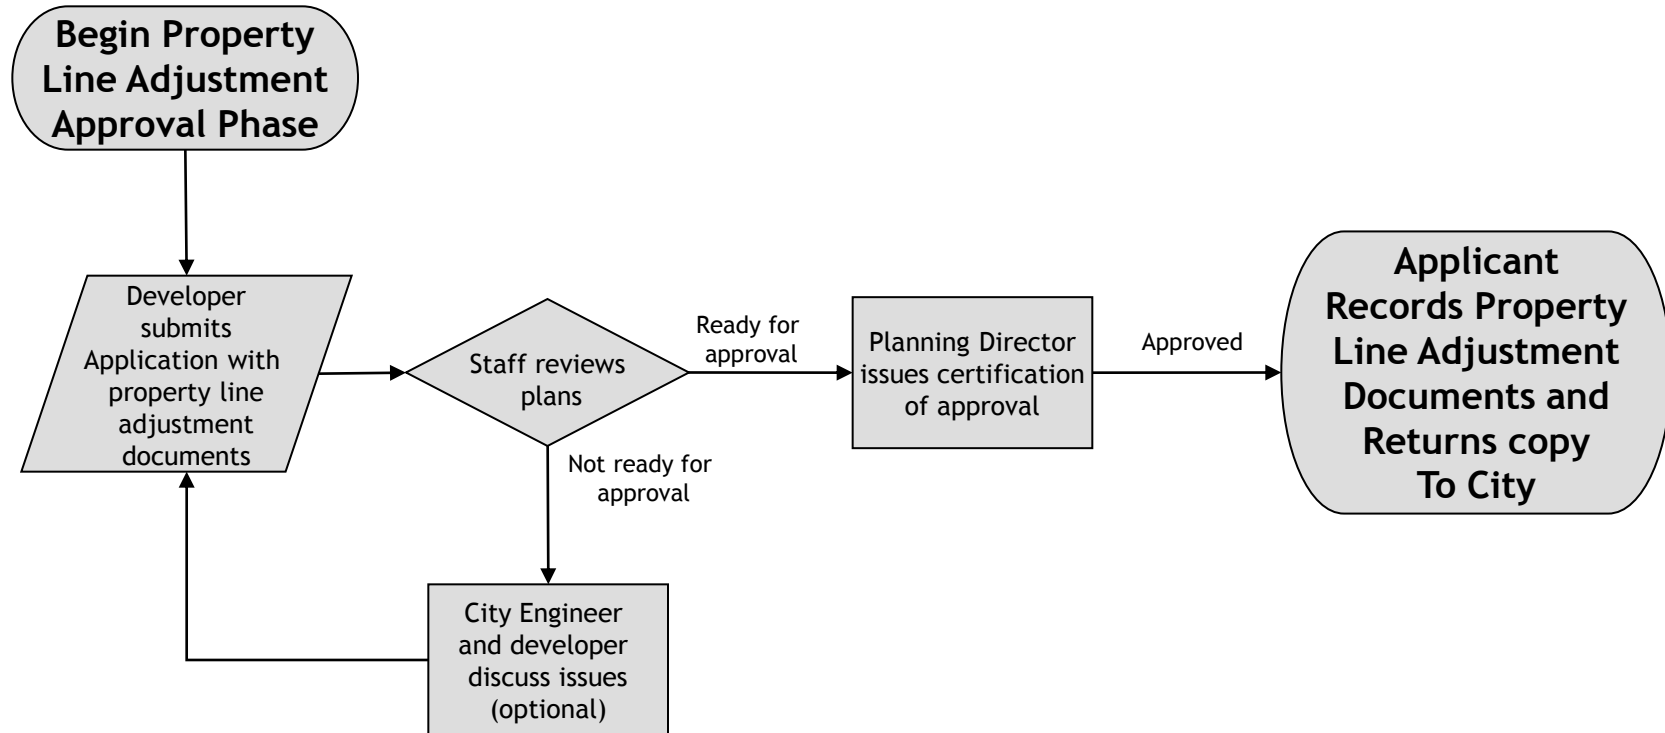 Begin Property
Line Adjustment
Approval Phase
Developer
submits
Application with
property line
adjustment
documents
Staff reviews
plans
Ready for
approval
Not ready for
approval
Planning Director
issues certification
of approval
Approved
Applicant
Records Property
Line Adjustment
Documents and
Returns copy
To City
City Engineer
and developer
discuss issues
(optional)